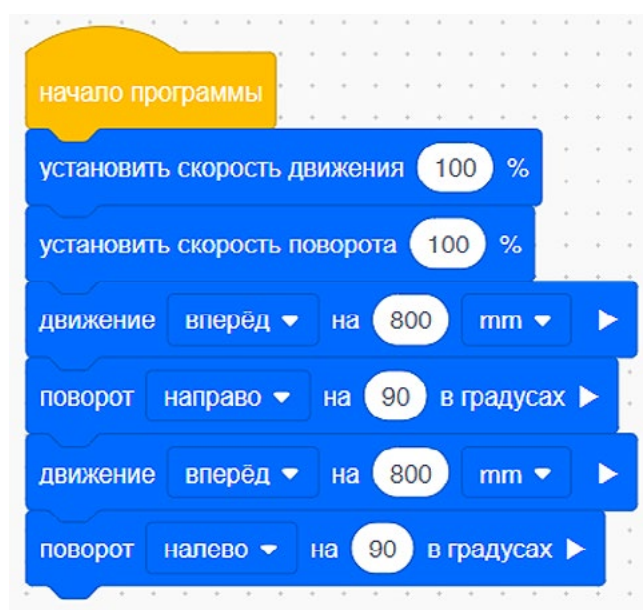 начало программы
установить скорость движения 100 %
установить скорость поворота 100 %
движение вперёд на 800 mm
поворот направо на 90 в градусах
движение вперёд на 800 mm
поворот налево на 90 в градусах